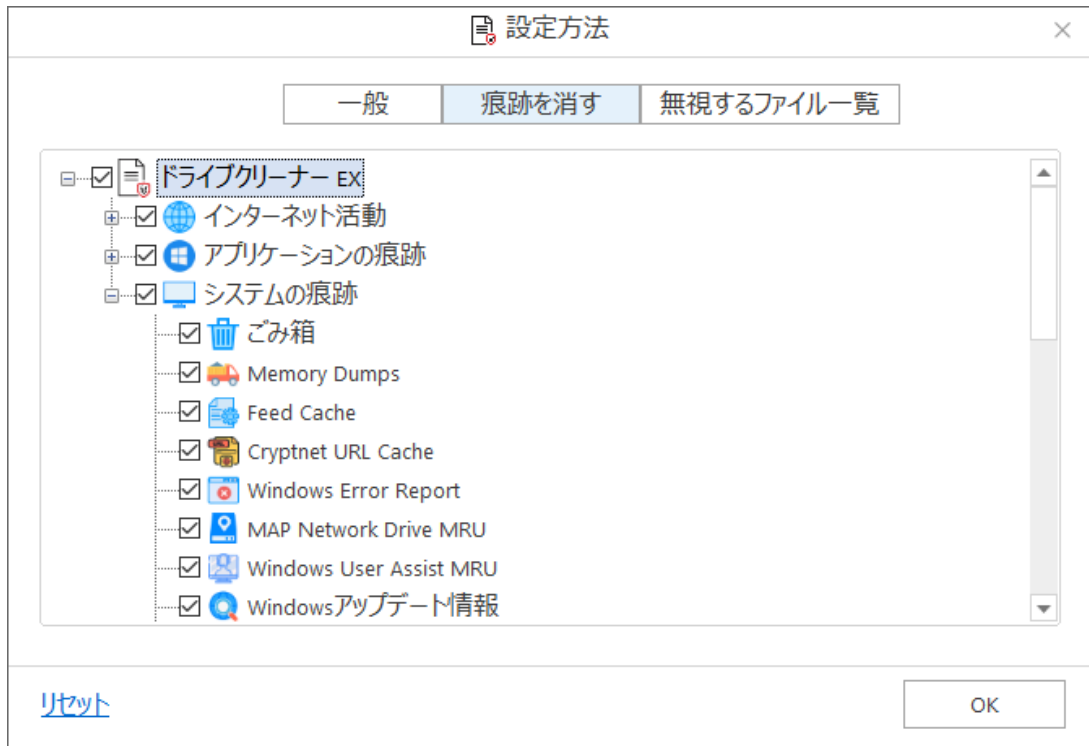 設定方法
一般 痕跡を消す 無視するファイル一覧
ドライブクリーナー EX
インターネット活動
アプリケーションの痕跡
システムの痕跡
ごみ箱
Memory Dumps
Feed Cache
Cryptnet URL Cache
Windows Error Report
MAP Network Drive MRU
Windows User Assist MRU
Windowsアップデート情報
リセット OK